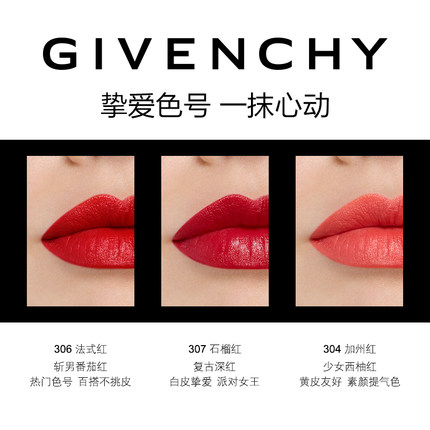 GIVENCHY
挚爱色号 一抹心动
306 法式红
斩男番茄红
热门色号 百搭不挑皮
307 石榴红
复古深红
白皮挚爱 派对女王
304 加州红
少女西柚红
黄皮友好 素颜提气色